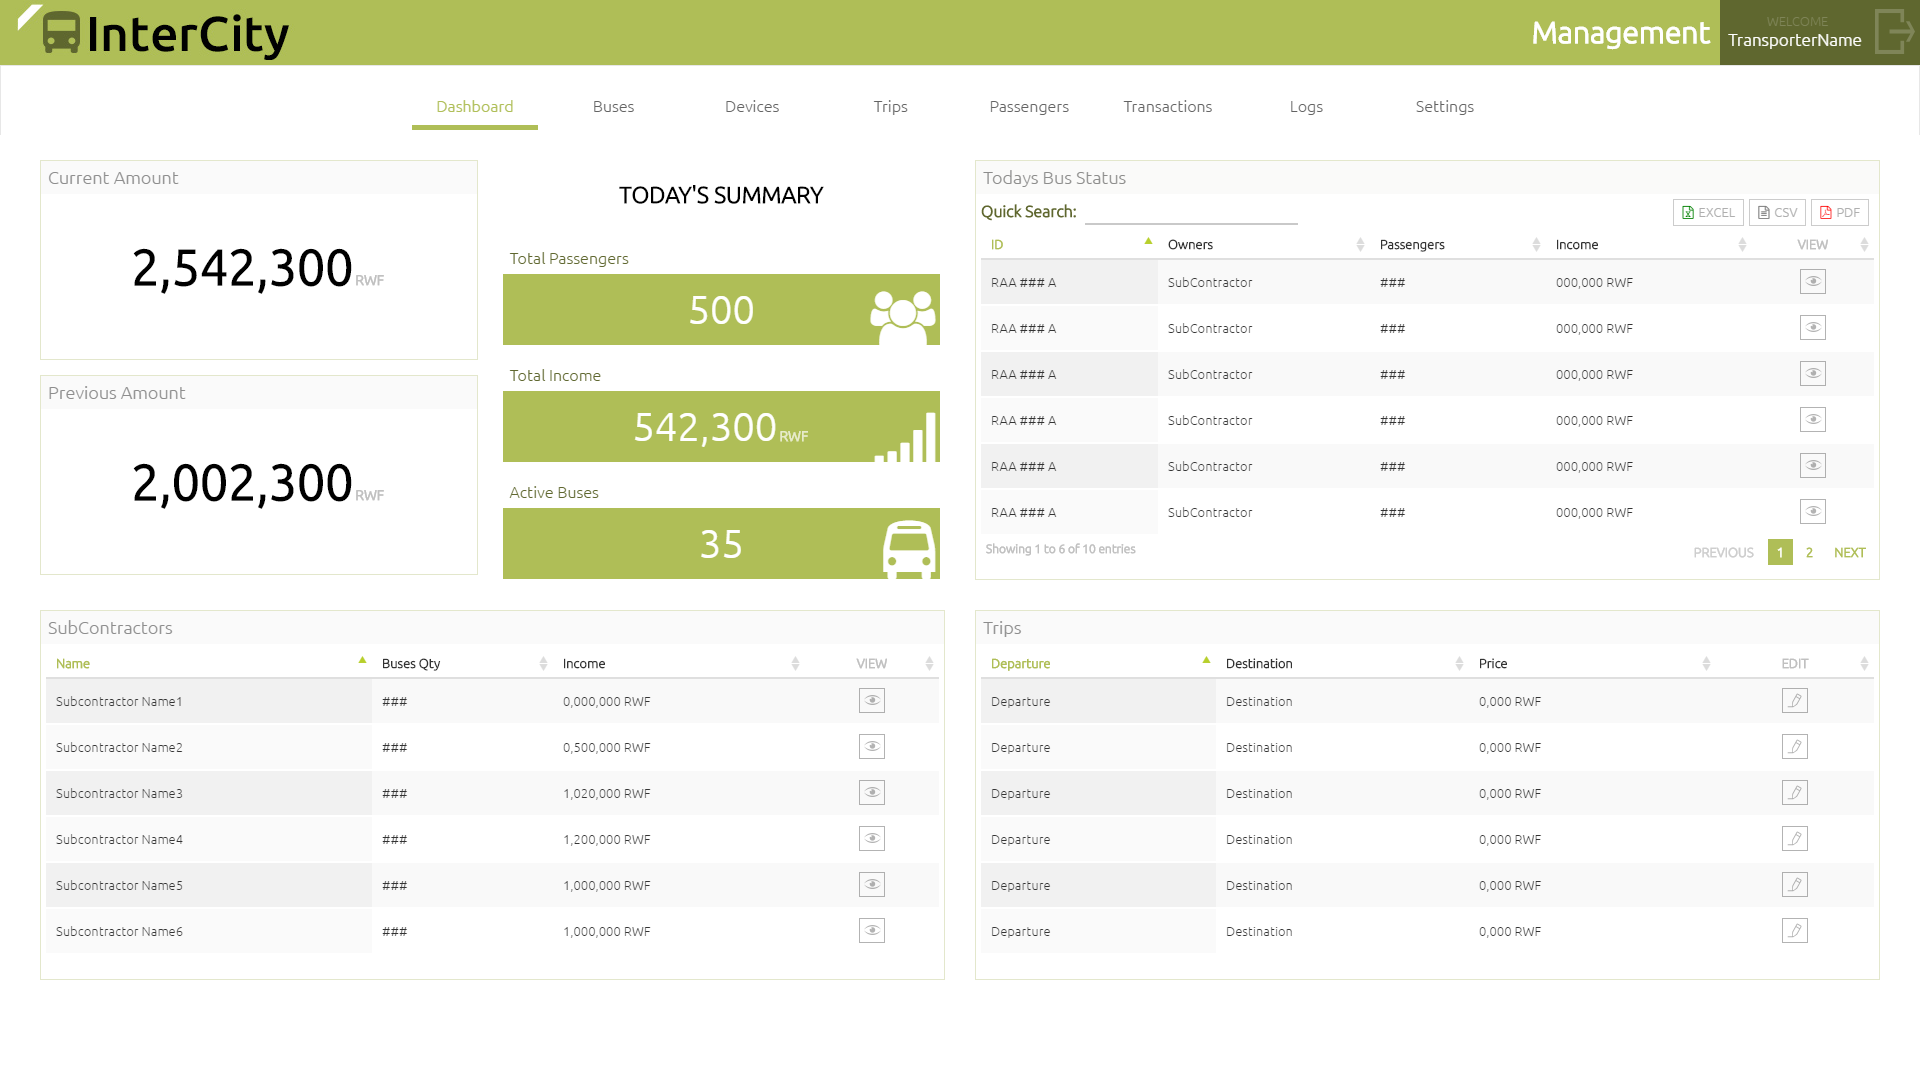 InterCity
Management
WELCOME
TransporterName
Dashboard Buses Devices Trips Passengers Transactions Logs Settings
Current Amount
2,542,300 RWF
Previous Amount
2,002,300 RWF
TODAY'S SUMMARY
Total Passengers
500
Total Income
542,300 RWF
Active Buses
35
Todays Bus Status
Quick Search:
EXCEL CSV PDF
ID Owners Passengers Income VIEW
RAA ### A SubContractor ### 000,000 RWF
RAA ### A SubContractor ### 000,000 RWF
RAA ### A SubContractor ### 000,000 RWF
RAA ### A SubContractor ### 000,000 RWF
RAA ### A SubContractor ### 000,000 RWF
RAA ### A SubContractor ### 000,000 RWF
Showing 1 to 6 of 10 entries
PREVIOUS 1 2 NEXT
SubContractors
Name Buses Qty Income VIEW
Subcontractor Name1 ### 0,000,000 RWF
Subcontractor Name2 ### 0,500,000 RWF
Subcontractor Name3 ### 1,020,000 RWF
Subcontractor Name4 ### 1,200,000 RWF
Subcontractor Name5 ### 1,000,000 RWF
Subcontractor Name6 ### 1,000,000 RWF
Trips
Departure Destination Price EDIT
Departure Destination 0,000 RWF
Departure Destination 0,000 RWF
Departure Destination 0,000 RWF
Departure Destination 0,000 RWF
Departure Destination 0,000 RWF
Departure Destination 0,000 RWF